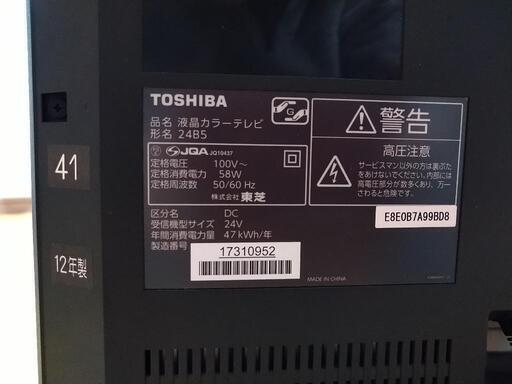 TOSHIBA
品名 液晶カラーテレビ
形名 24B5
JQA JQ10437
定格電圧: 100V～
定格消費電力: 58W
定格周波数: 50/60 Hz
株式会社 東芝
区分名 DC
受信機型サイズ 24V
年間消費電力量 47 kWh/年
製造番号
17310952
MADE IN CHINA
G
警告
高圧注意
サービスマン以外の方は裏ぶた
をあけないでください。内部には
高電圧部分が数多くあり、万一
さわると危険です。
E8E0B7A99BD8
41
12年製